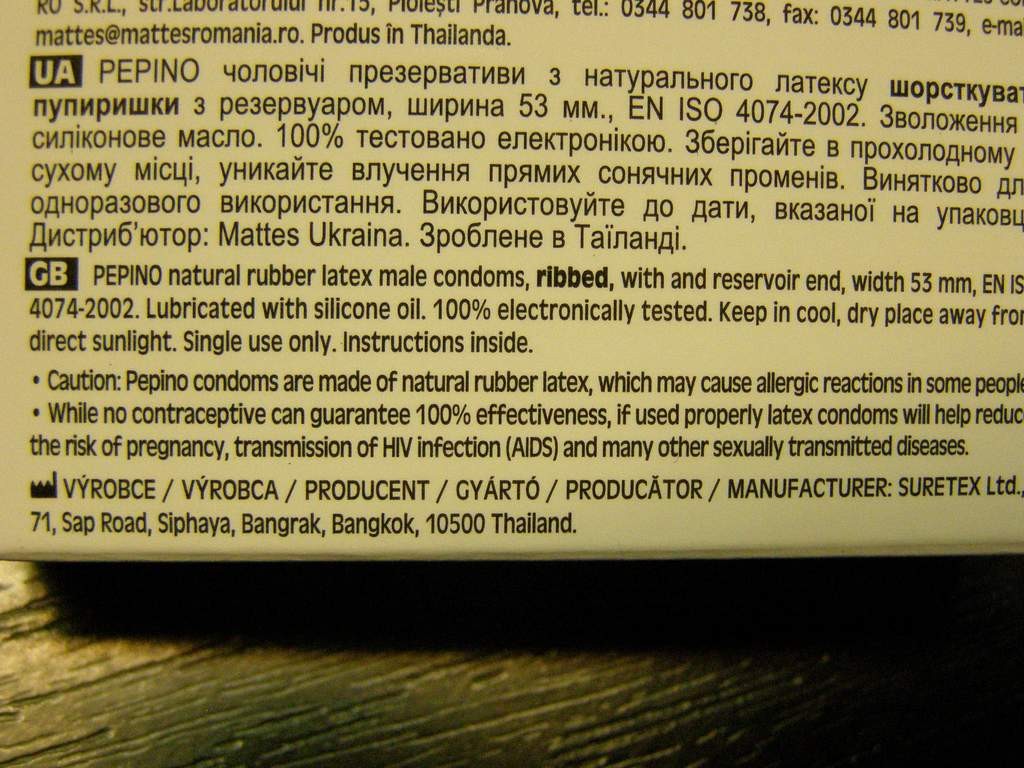 RO S.R.L., str.Laboratorului nr.15, Ploiești Prahova, tel.: 0344 801 738, fax: 0344 801 739,
mattes@mattesromania.ro. Produs în Thailanda.
UA PEPINO чоловічі презервативи з натурального латексу
пупиришки з резервуаром, ширина 53 мм., EN ISO 4074-2002. Зволоження
силіконове масло. 100% тестовано електронікою. Зберігайте в прохолодному
сухому місці, уникайте влучення прямих сонячних променів. Винятково
одноразового використання. Використовуйте до дати, вказаної на
Дистриб'ютор: Mattes Ukraina. Зроблене в Таїланді.
GB PEPINO natural rubber latex male condoms, ribbed, with and reservoir end, width 53 mm, EN
4074-2002. Lubricated with silicone oil. 100% electronically tested. Keep in cool, dry place away
direct sunlight. Single use only. Instructions inside.
• Caution: Pepino condoms are made of natural rubber latex, which may cause allergic reactions in some
• While no contraceptive can guarantee 100% effectiveness, if used properly latex condoms will help
the risk of pregnancy, transmission of HIV infection (AIDS) and many other sexually transmitted diseases.
VÝROBCE / VÝROBCA / PRODUCENT / GYÁRTÓ / PRODUCĂTOR / MANUFACTURER: SURETEX Ltd.,
71, Sap Road, Siphaya, Bangrak, Bangkok, 10500 Thailand.